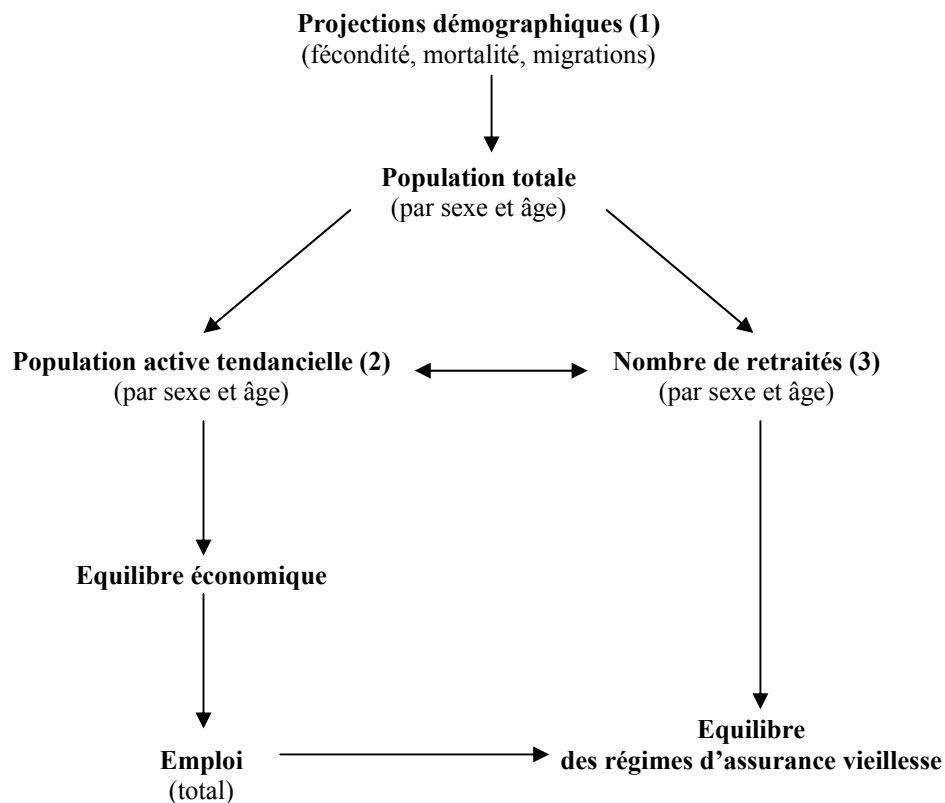 Projections démographiques (1)
(fécondité, mortalité, migrations)
Population totale
(par sexe et âge)
Population active tendancielle (2)
(par sexe et âge)
Nombre de retraités (3)
(par sexe et âge)
Equilibre économique
Emploi
(total)
Equilibre
des régimes d’assurance vieillesse